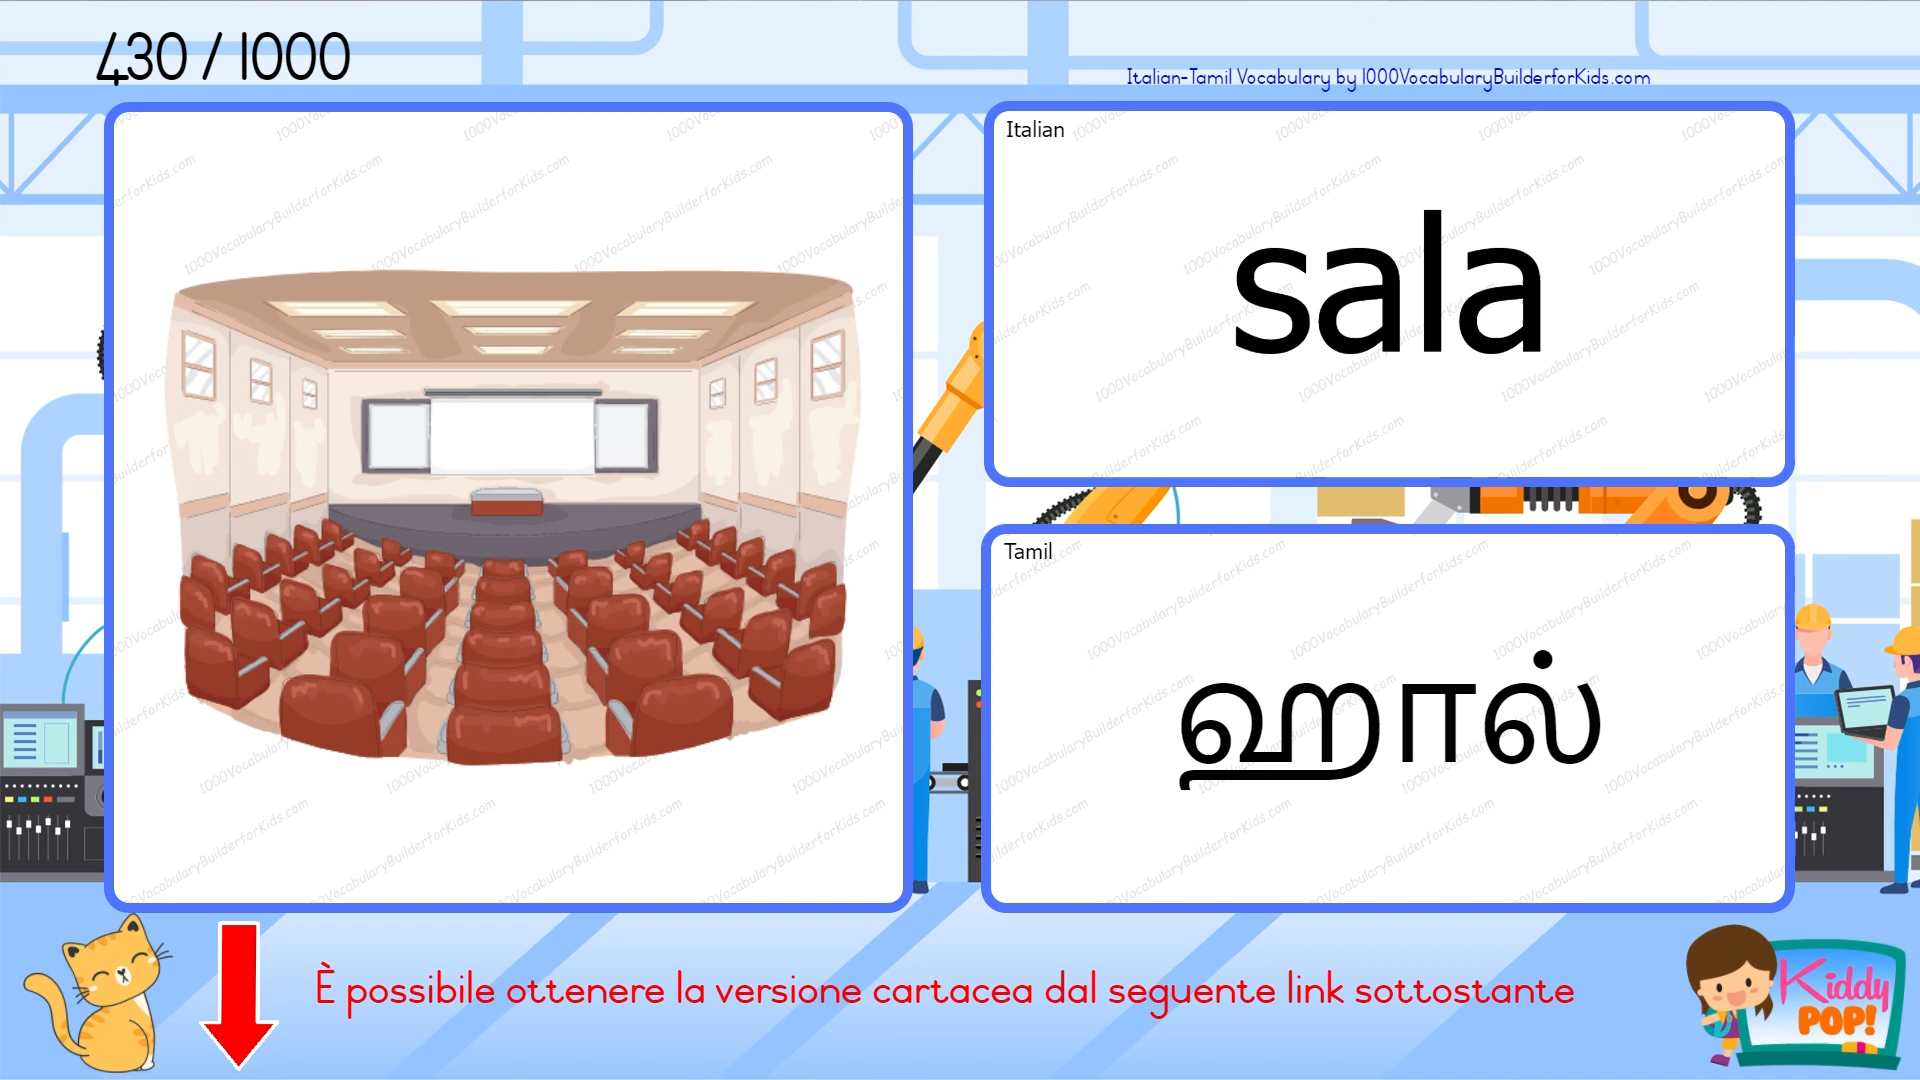 430 / 1000
Italian-Tamil Vocabulary by 1000VocabularyBuilderforKids.com
Italian
sala
Tamil
ஹால்
È possibile ottenere la versione cartacea dal seguente link sottostante
Kiddy
POP!